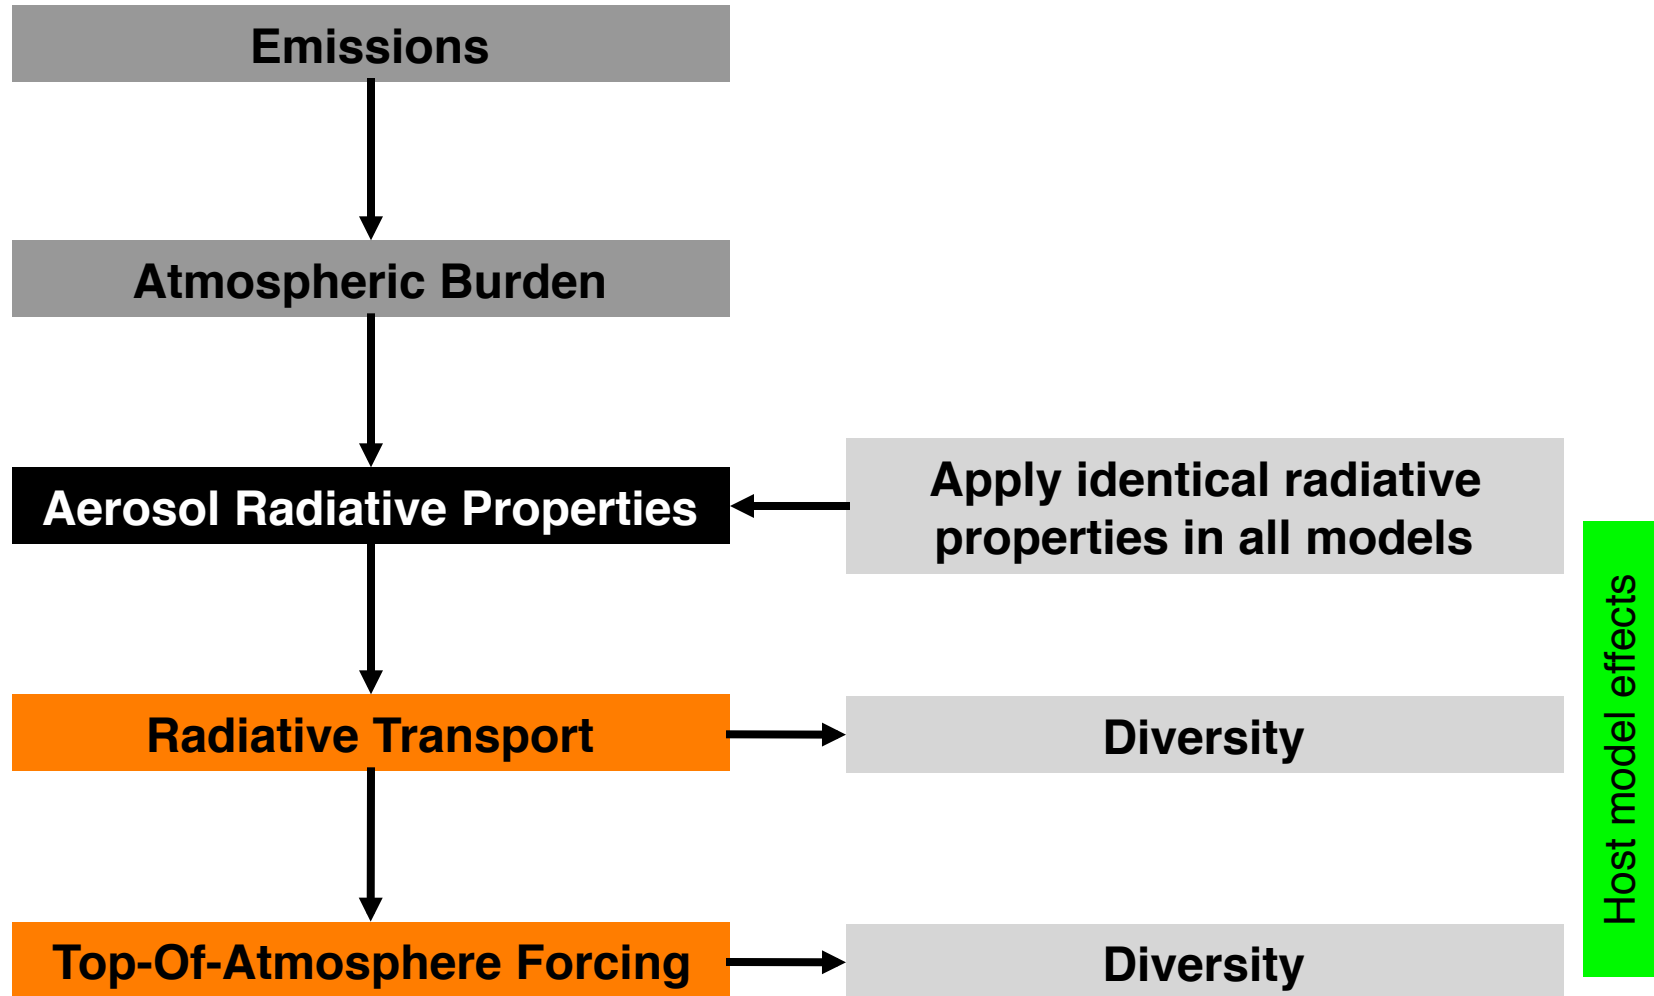 Emissions
Atmospheric Burden
Aerosol Radiative Properties
Apply identical radiative
properties in all models
Radiative Transport
Diversity
Top-Of-Atmosphere Forcing
Diversity
Host model effects